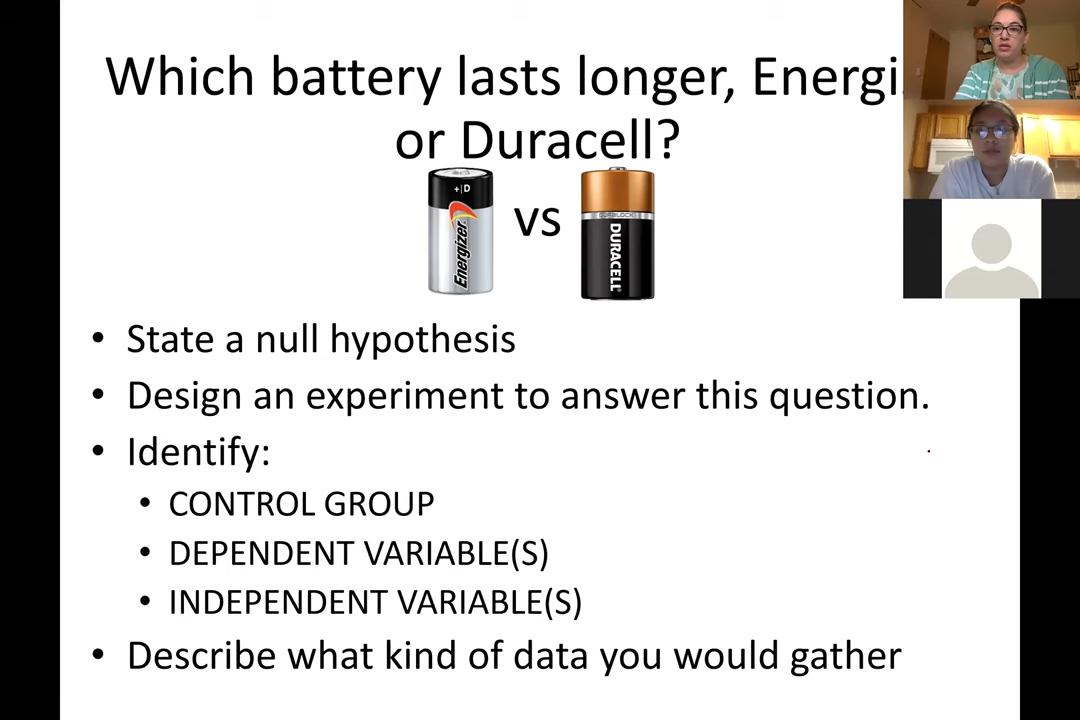 Which battery lasts longer, Energi
or Duracell?
+|D
Energizer
vs
DURACELL
• State a null hypothesis
• Design an experiment to answer this question.
• Identify:
• CONTROL GROUP
• DEPENDENT VARIABLE(S)
• INDEPENDENT VARIABLE(S)
• Describe what kind of data you would gather